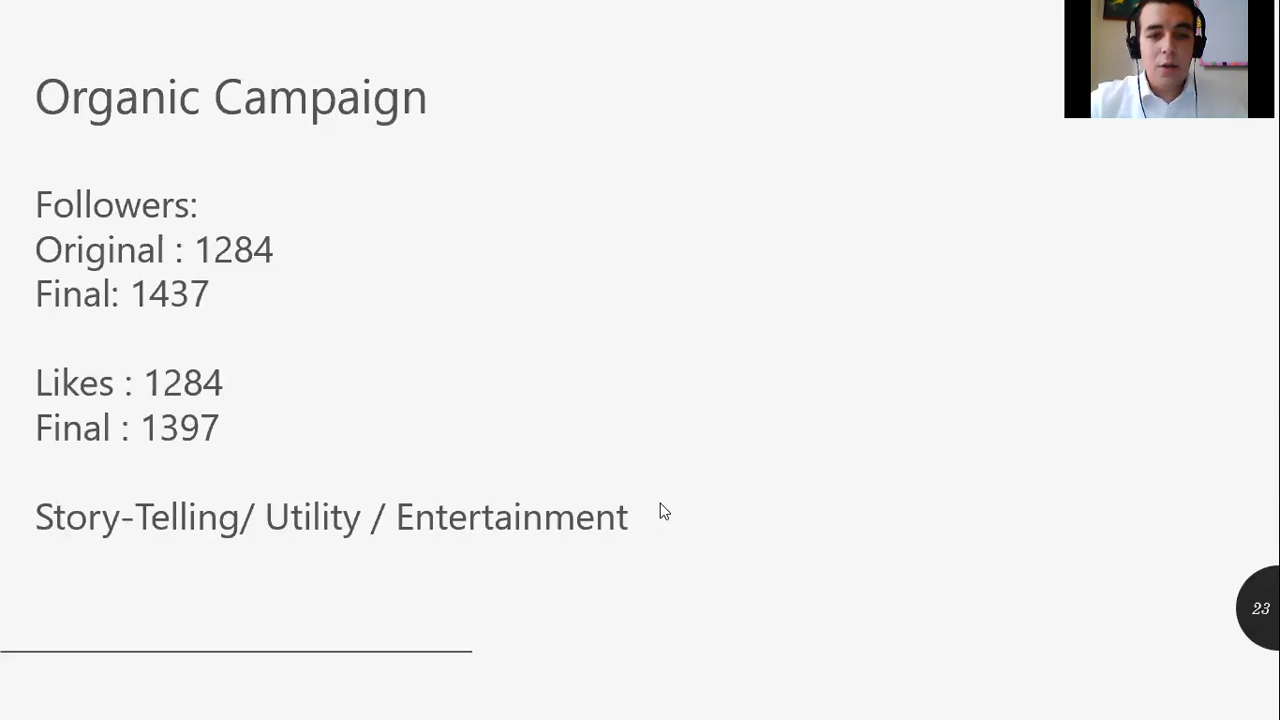 Organic Campaign
Followers:
Original : 1284
Final: 1437
Likes : 1284
Final : 1397
Story-Telling/ Utility / Entertainment
23